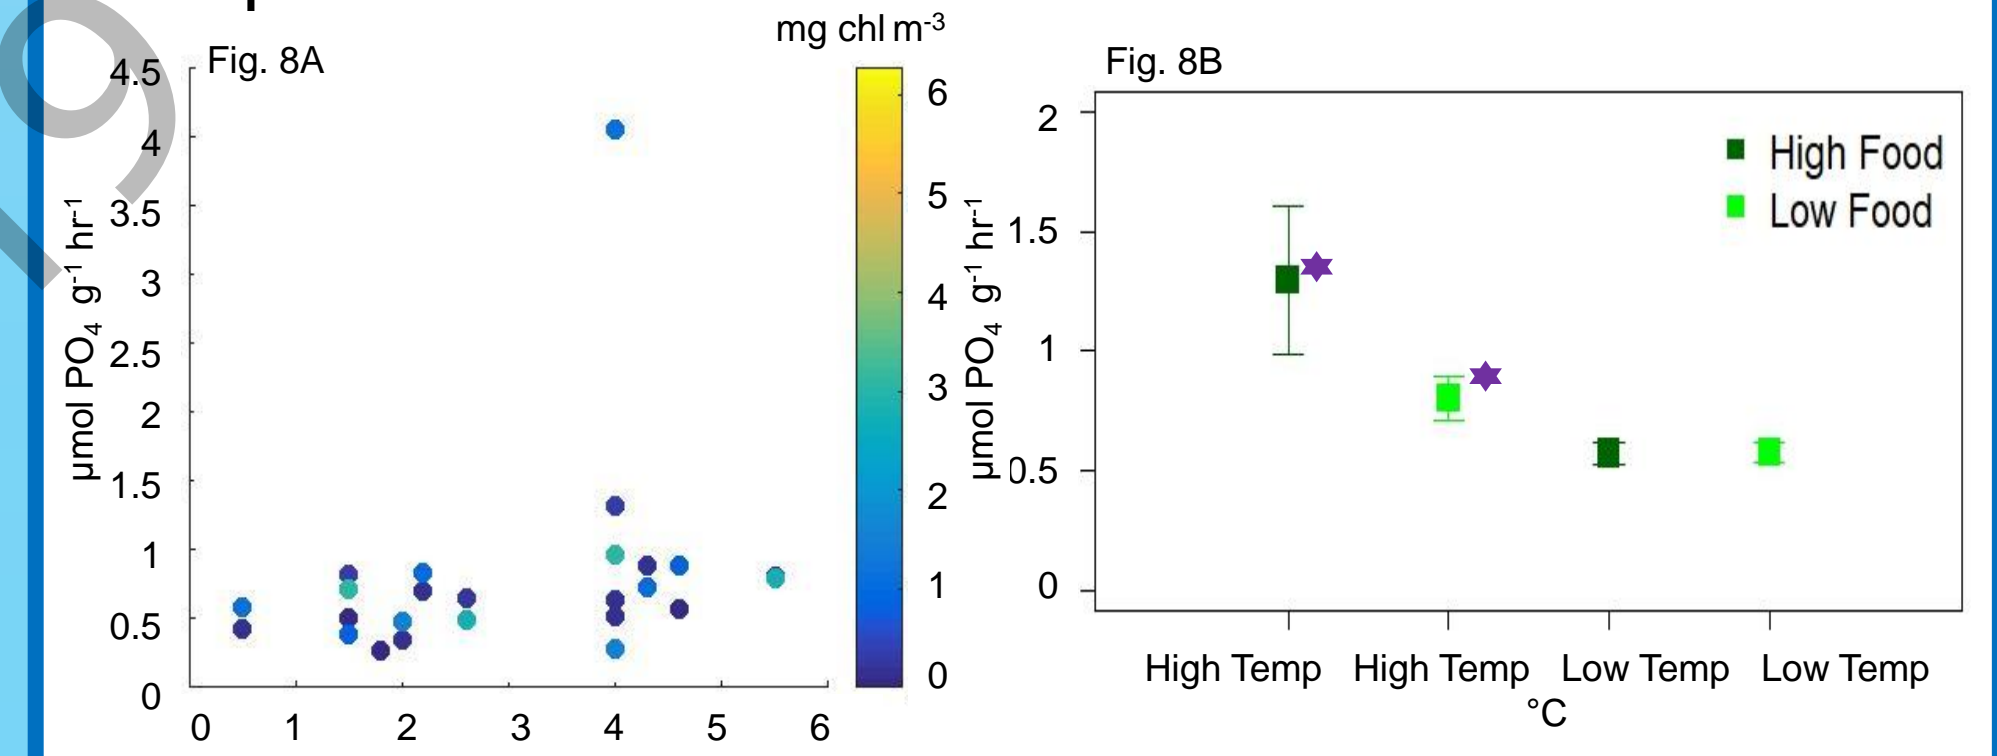 mg chl m-3
Fig. 8A
4.5
4
3.5
3
2.5
2
1.5
1
0.5
0
µmol PO4 g-1 hr-1
0 1 2 3 4 5 6
6
5
4
3
2
1
0
Fig. 8B
2
1.5
1
0.5
0
µmol PO4 g-1 hr-1
High Food
Low Food
High Temp High Temp Low Temp Low Temp
°C